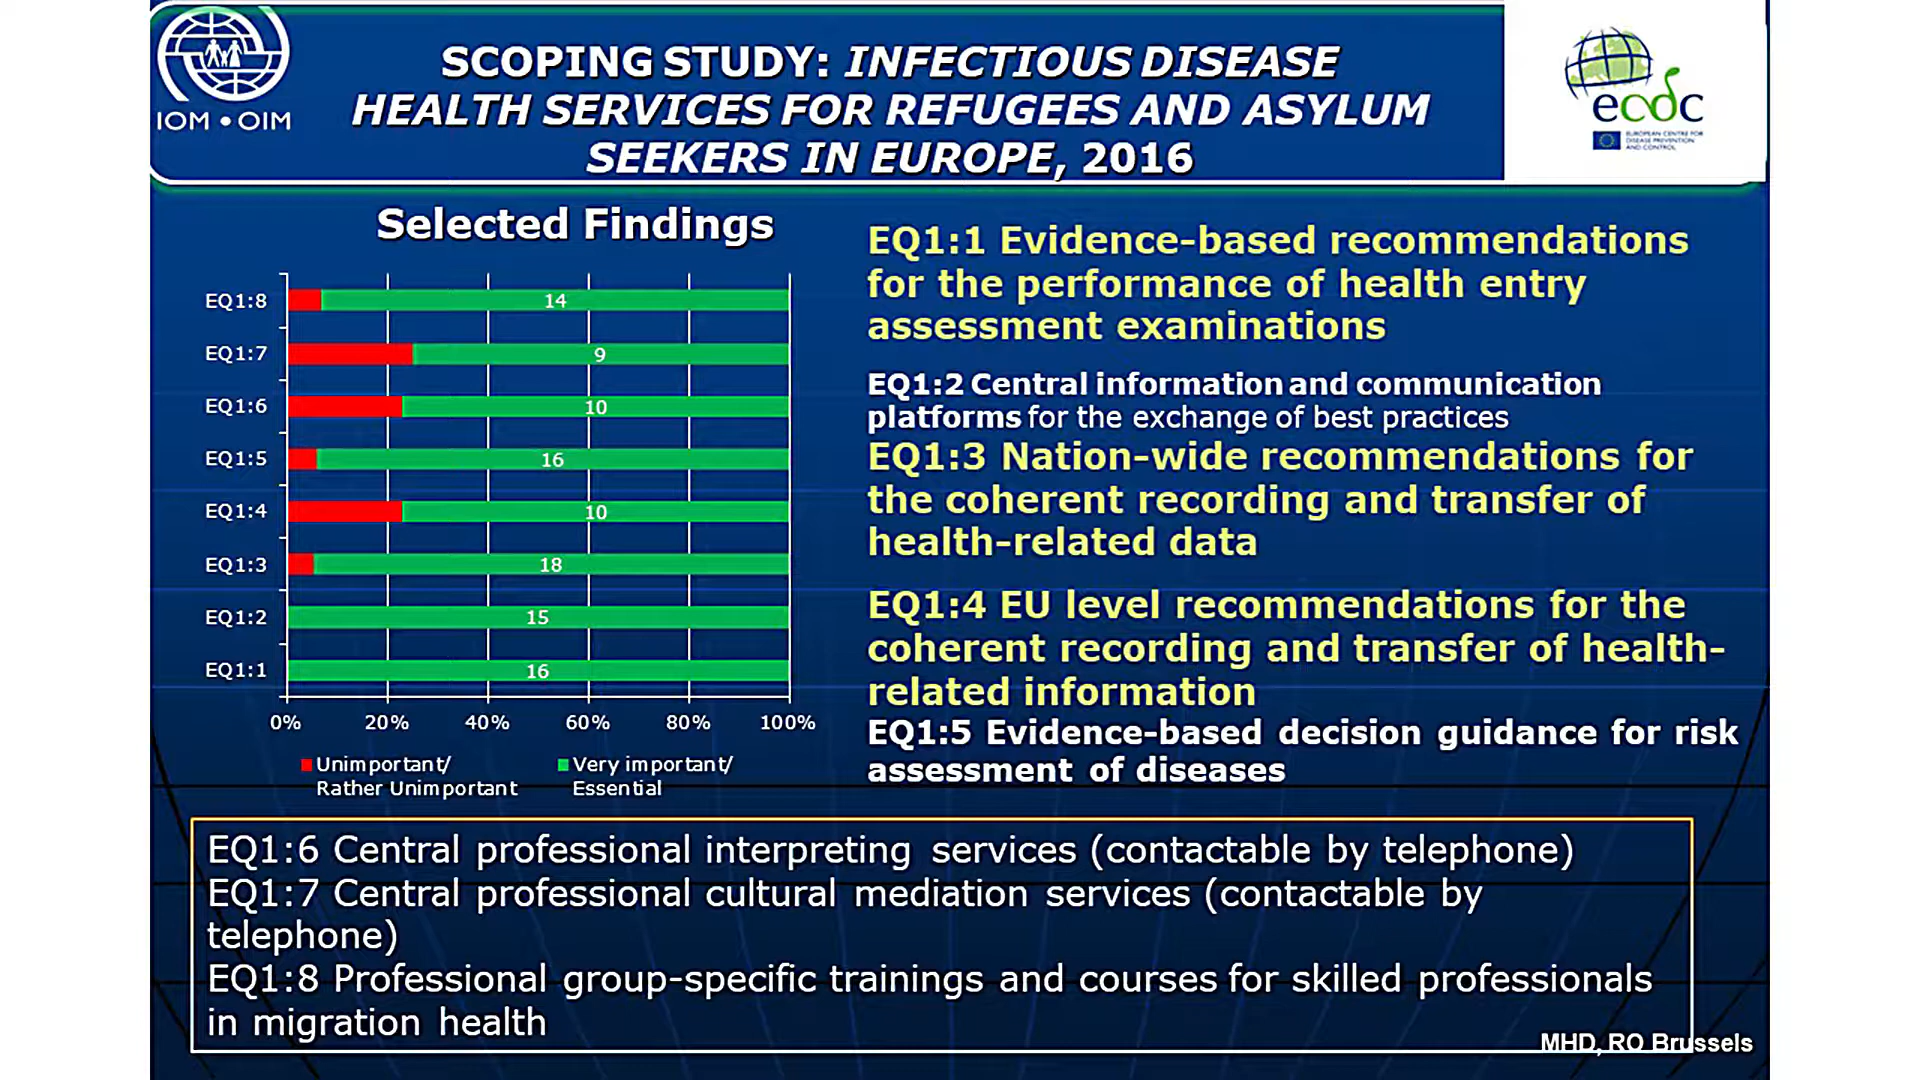 IOM • OIM
SCOPING STUDY: INFECTIOUS DISEASE
HEALTH SERVICES FOR REFUGEES AND ASYLUM
SEEKERS IN EUROPE, 2016
ecdc
EUROPEAN CENTRE FOR
DISEASE PREVENTION
AND CONTROL
Selected Findings
EQ1:8 14
EQ1:7 9
EQ1:6 10
EQ1:5 16
EQ1:4 10
EQ1:3 18
EQ1:2 15
EQ1:1 16
0% 20% 40% 60% 80% 100%
Unimportant/
Rather Unimportant
Very important/
Essential
EQ1:1 Evidence-based recommendations
for the performance of health entry
assessment examinations
EQ1:2 Central information and communication
platforms for the exchange of best practices
EQ1:3 Nation-wide recommendations for
the coherent recording and transfer of
health-related data
EQ1:4 EU level recommendations for the
coherent recording and transfer of health-
related information
EQ1:5 Evidence-based decision guidance for risk
assessment of diseases
EQ1:6 Central professional interpreting services (contactable by telephone)
EQ1:7 Central professional cultural mediation services (contactable by
telephone)
EQ1:8 Professional group-specific trainings and courses for skilled professionals
in migration health
MHD, RO Brussels